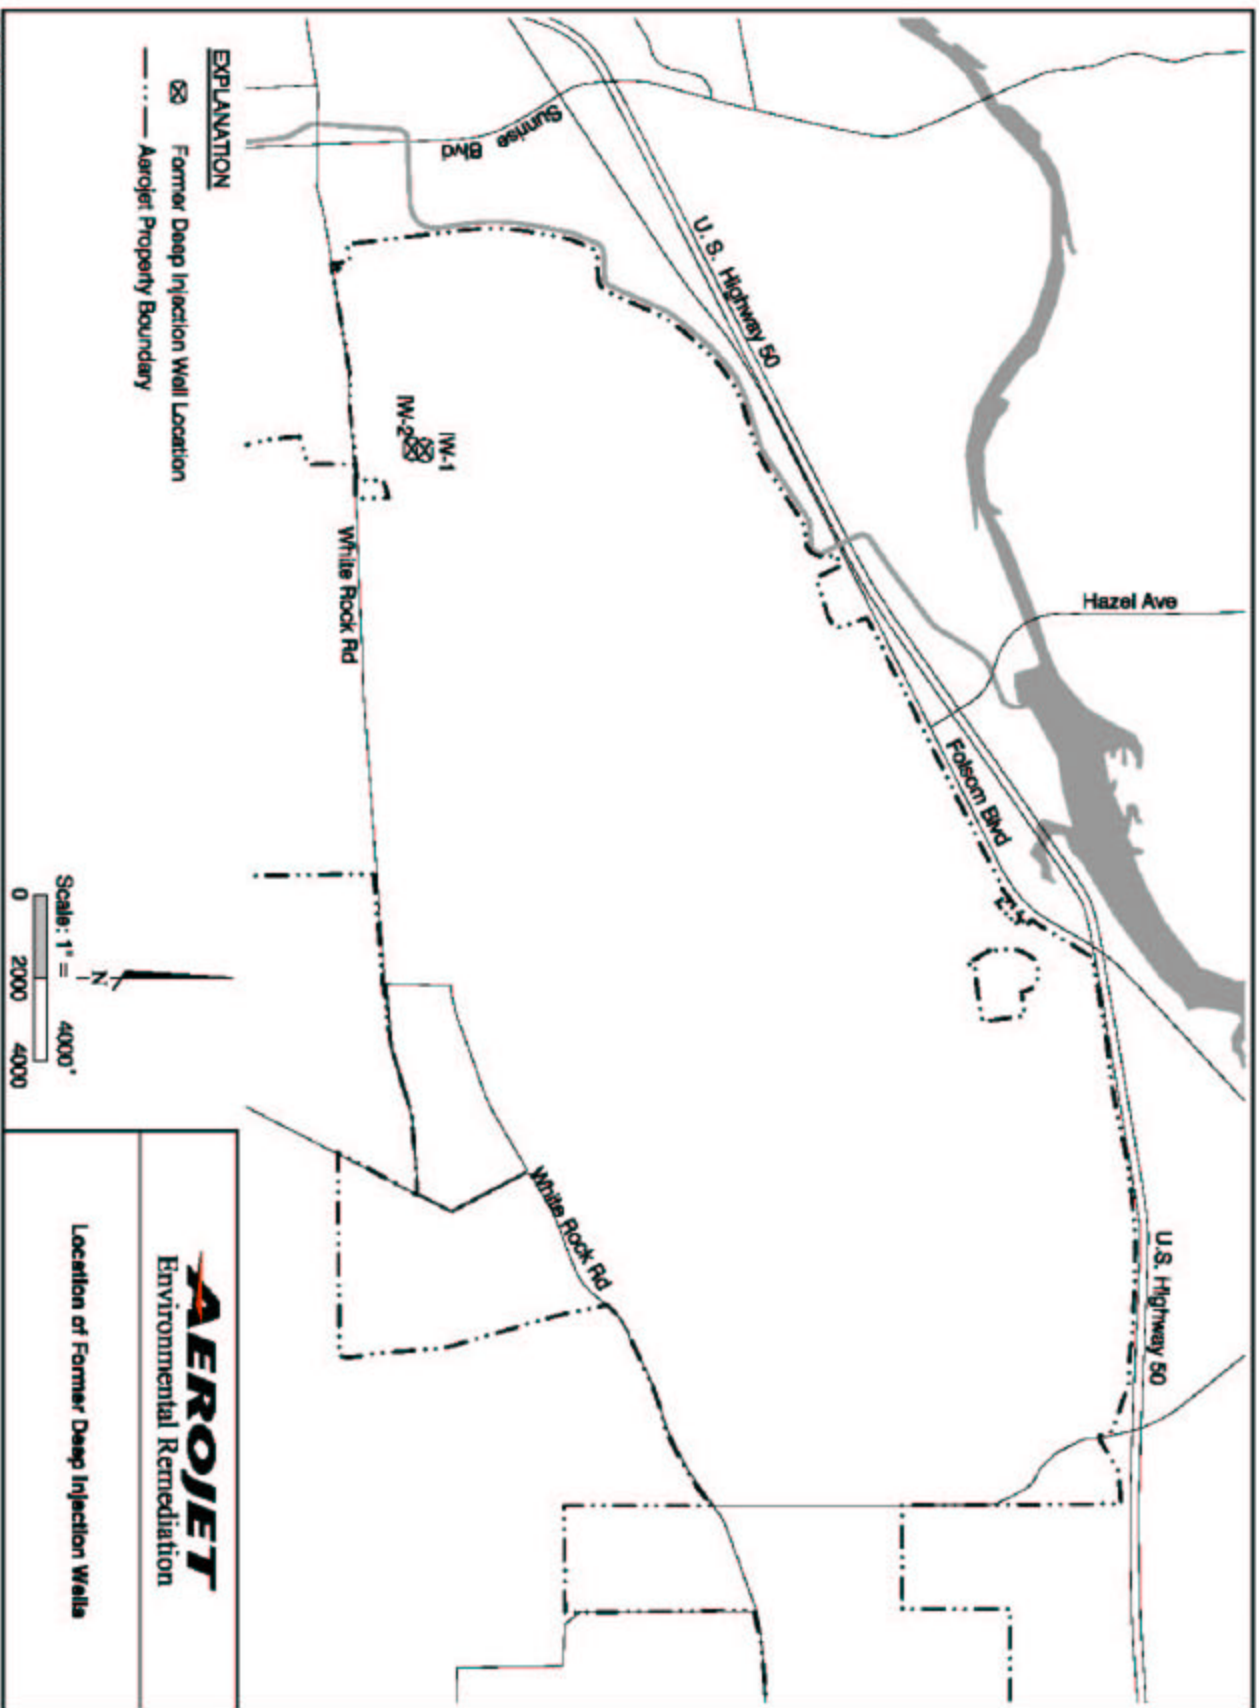 Hazel Ave
U.S. Highway 50
U. S. Highway 50
Folsom Blvd
Sunrise Blvd
White Rock Rd
IW-1
IW-2
White Rock Rd
EXPLANATION
Former Deep Injection Well Location
Aerojet Property Boundary
N
Scale: 1" = 4000'
0 2000 4000
AEROJET
Environmental Remediation
Location of Former Deep Injection Wells